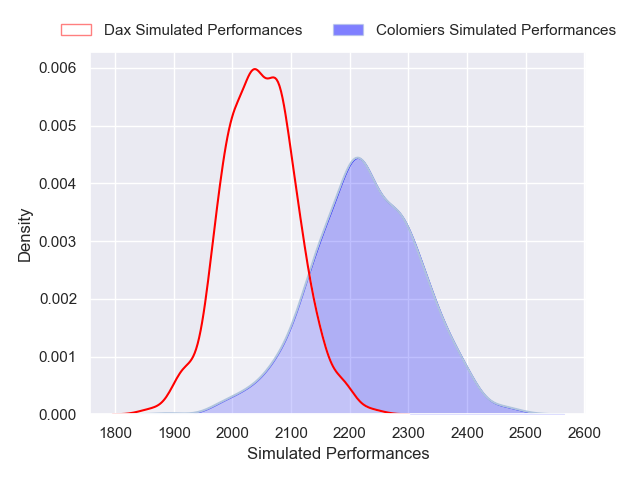 Dax Simulated Performances Colomiers Simulated Performances
0.006
0.005
0.004
0.003
0.002
0.001
0.000
Density
1800 1900 2000 2100 2200 2300 2400 2500 2600
Simulated Performances